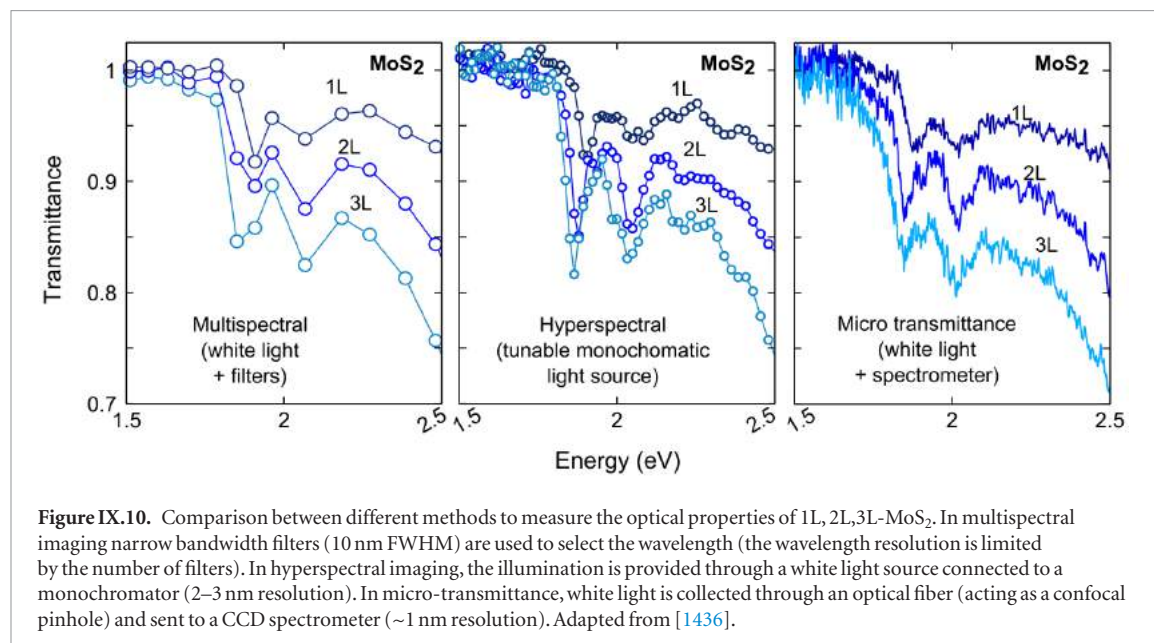 MoS2
1L
2L
3L
Multispectral
(white light
+ filters)
MoS2
1L
2L
3L
Hyperspectral
(tunable monochomatic
light source)
MoS2
1L
2L
3L
Micro transmittance
(white light
+ spectrometer)
Transmittance
1
0.9
0.8
0.7
1.5 2 2.5
1.5 2 2.5
1.5 2 2.5
Energy (eV)
Figure IX.10. Comparison between different methods to measure the optical properties of 1L, 2L,3L-MoS2. In multispectral
imaging narrow bandwidth filters (10 nm FWHM) are used to select the wavelength (the wavelength resolution is limited
by the number of filters). In hyperspectral imaging, the illumination is provided through a white light source connected to a
monochromator (2–3 nm resolution). In micro-transmittance, white light is collected through an optical fiber (acting as a confocal
pinhole) and sent to a CCD spectrometer (~1 nm resolution). Adapted from [1436].